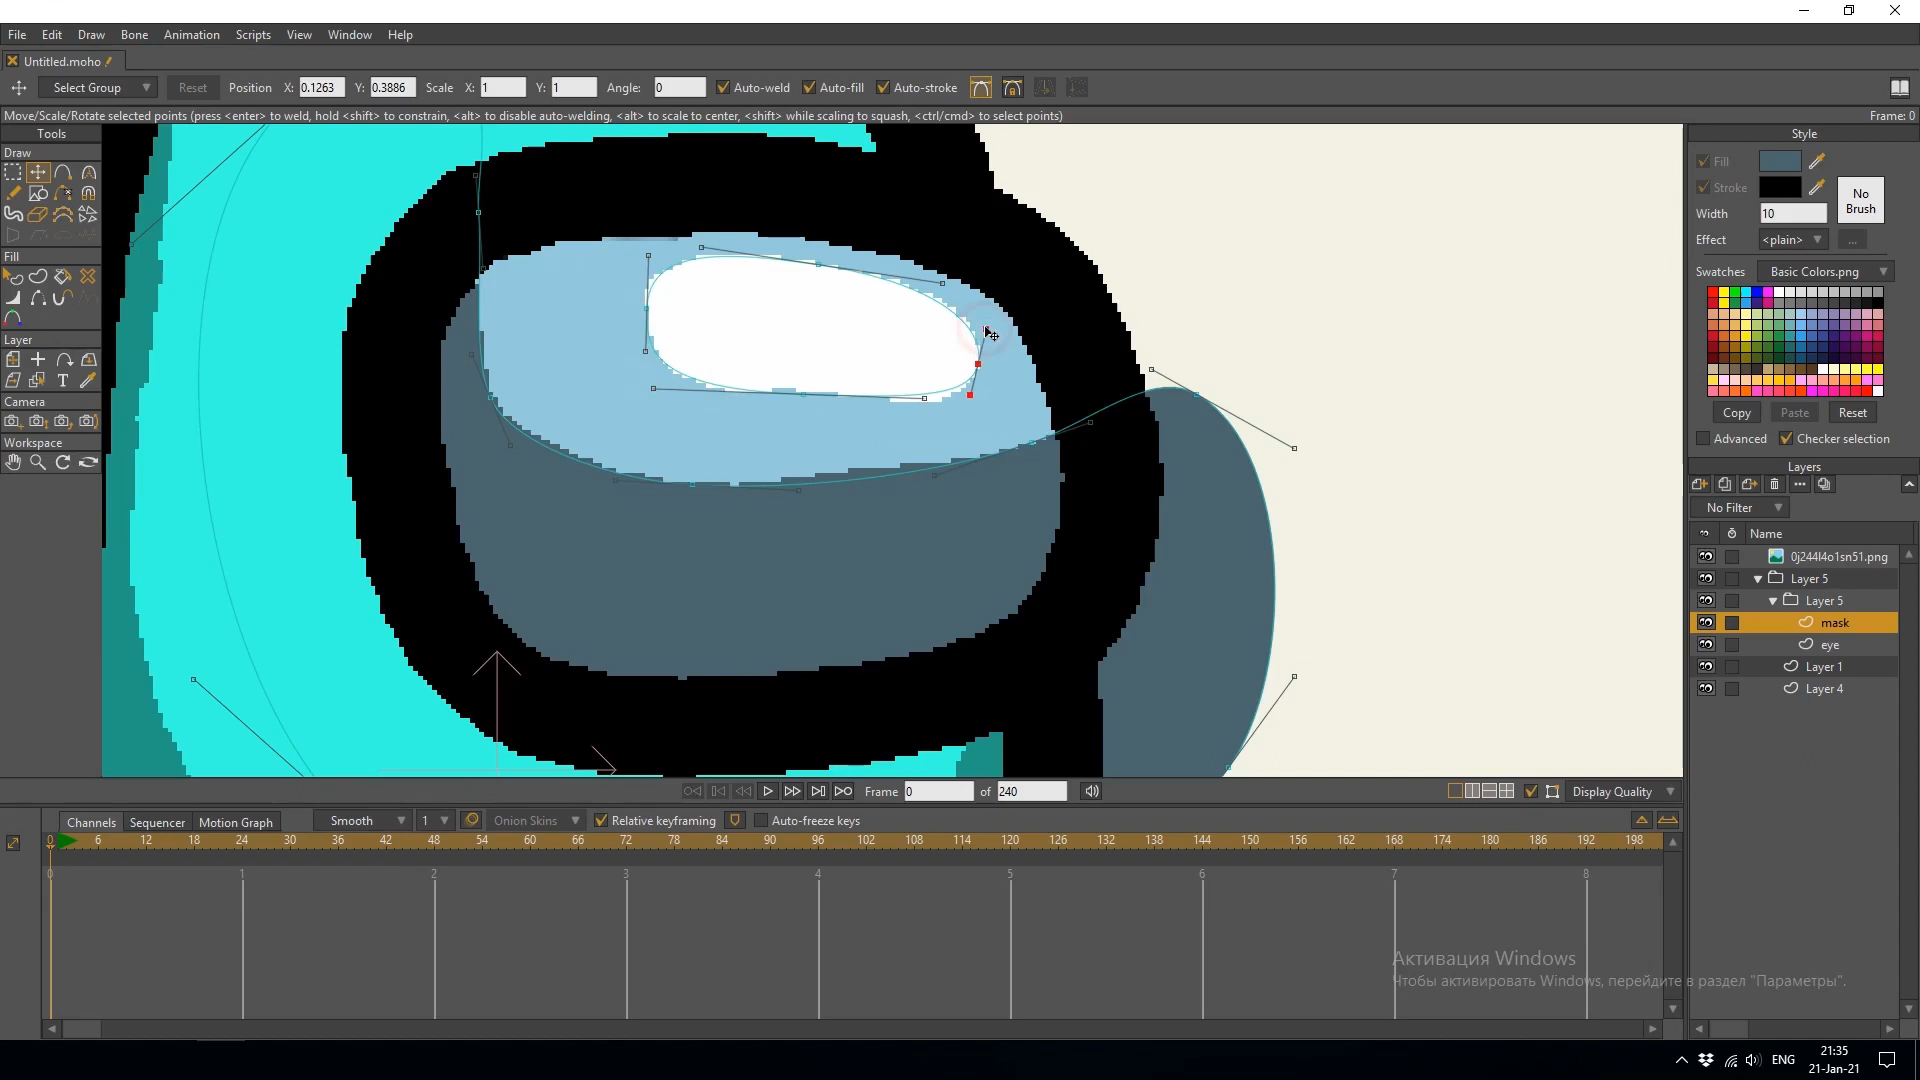 File Edit Draw Bone Animation Scripts View Window Help
Untitled.moho
Select Group Reset Position X: 0.1263 Y: 0.3886 Scale X: 1 Y: 1 Angle: 0 Auto-weld Auto-fill Auto-stroke
Move/Scale/Rotate selected points (press <enter> to weld, hold <shift> to constrain, <alt> to disable auto-welding, <alt> to scale to center, <shift> while scaling to squash, <ctrl/cmd> to select points) Frame: 0
Tools
Draw
Fill
Layer
Camera
Workspace
Style
Fill
Stroke
No Brush
Width 10
Effect <plain> ...
Swatches Basic Colors.png
Copy Paste Reset
Advanced Checker selection
Layers
No Filter
Name
0j244l4o1sn51.png
Layer 5
Layer 5
mask
eye
Layer 1
Layer 4
Frame 0 of 240 Display Quality
Channels Sequencer Motion Graph Smooth 1 Onion Skins Relative keyframing Auto-freeze keys
0 6 12 18 24 30 36 42 48 54 60 66 72 78 84 90 96 102 108 114 120 126 132 138 144 150 156 162 168 174 180 186 192 198
0 1 2 3 4 5 6 7 8
Активация Windows
Чтобы активировать Windows, перейдите в раздел "Параметры".
ENG
21:35
21-Jan-21